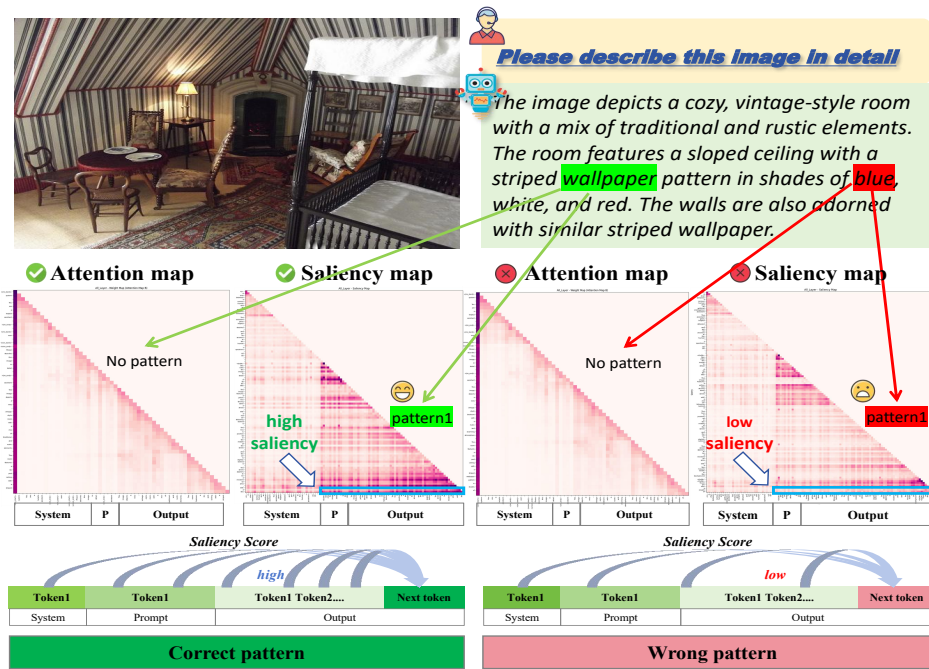 Please describe this image in detail
The image depicts a cozy, vintage-style room
with a mix of traditional and rustic elements.
The room features a sloped ceiling with a
striped wallpaper pattern in shades of blue,
white, and red. The walls are also adorned
with similar striped wallpaper.
Attention map
Saliency map
Attention map
Saliency map
No pattern
high
saliency
pattern1
No pattern
low
saliency
pattern1
System P Output
System P Output
System P Output
System P Output
Saliency Score
high
Token1 Token1 Token1 Token2.... Next token
System Prompt Output
Correct pattern
Saliency Score
low
Token1 Token1 Token1 Token2.... Next token
System Prompt Output
Wrong pattern